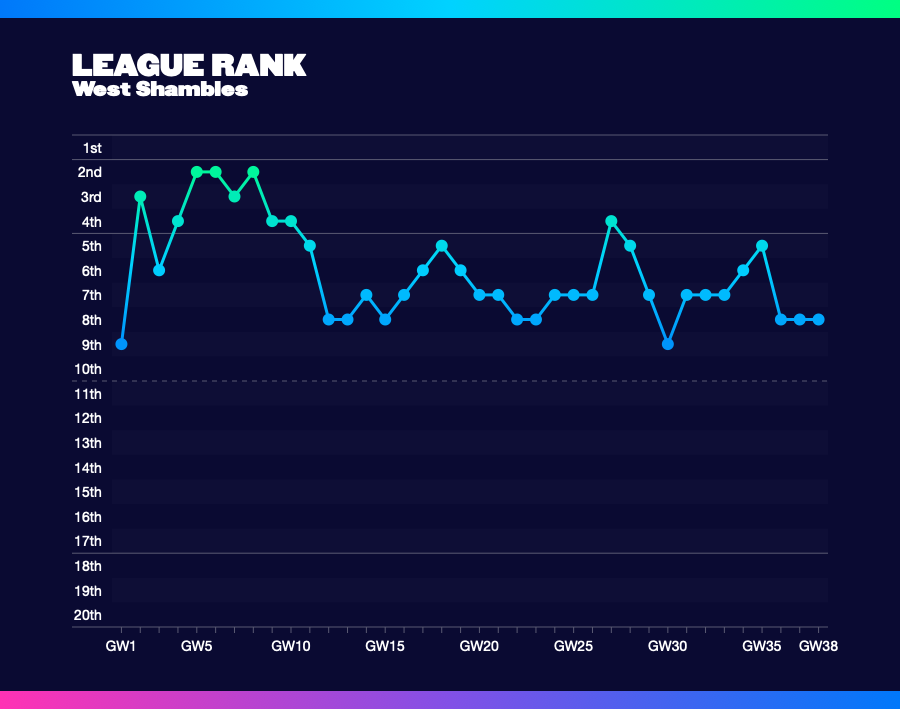 LEAGUE RANK
West Shambles
1st
2nd
3rd
4th
5th
6th
7th
8th
9th
10th
11th
12th
13th
14th
15th
16th
17th
18th
19th
20th
GW1 GW5 GW10 GW15 GW20 GW25 GW30 GW35 GW38